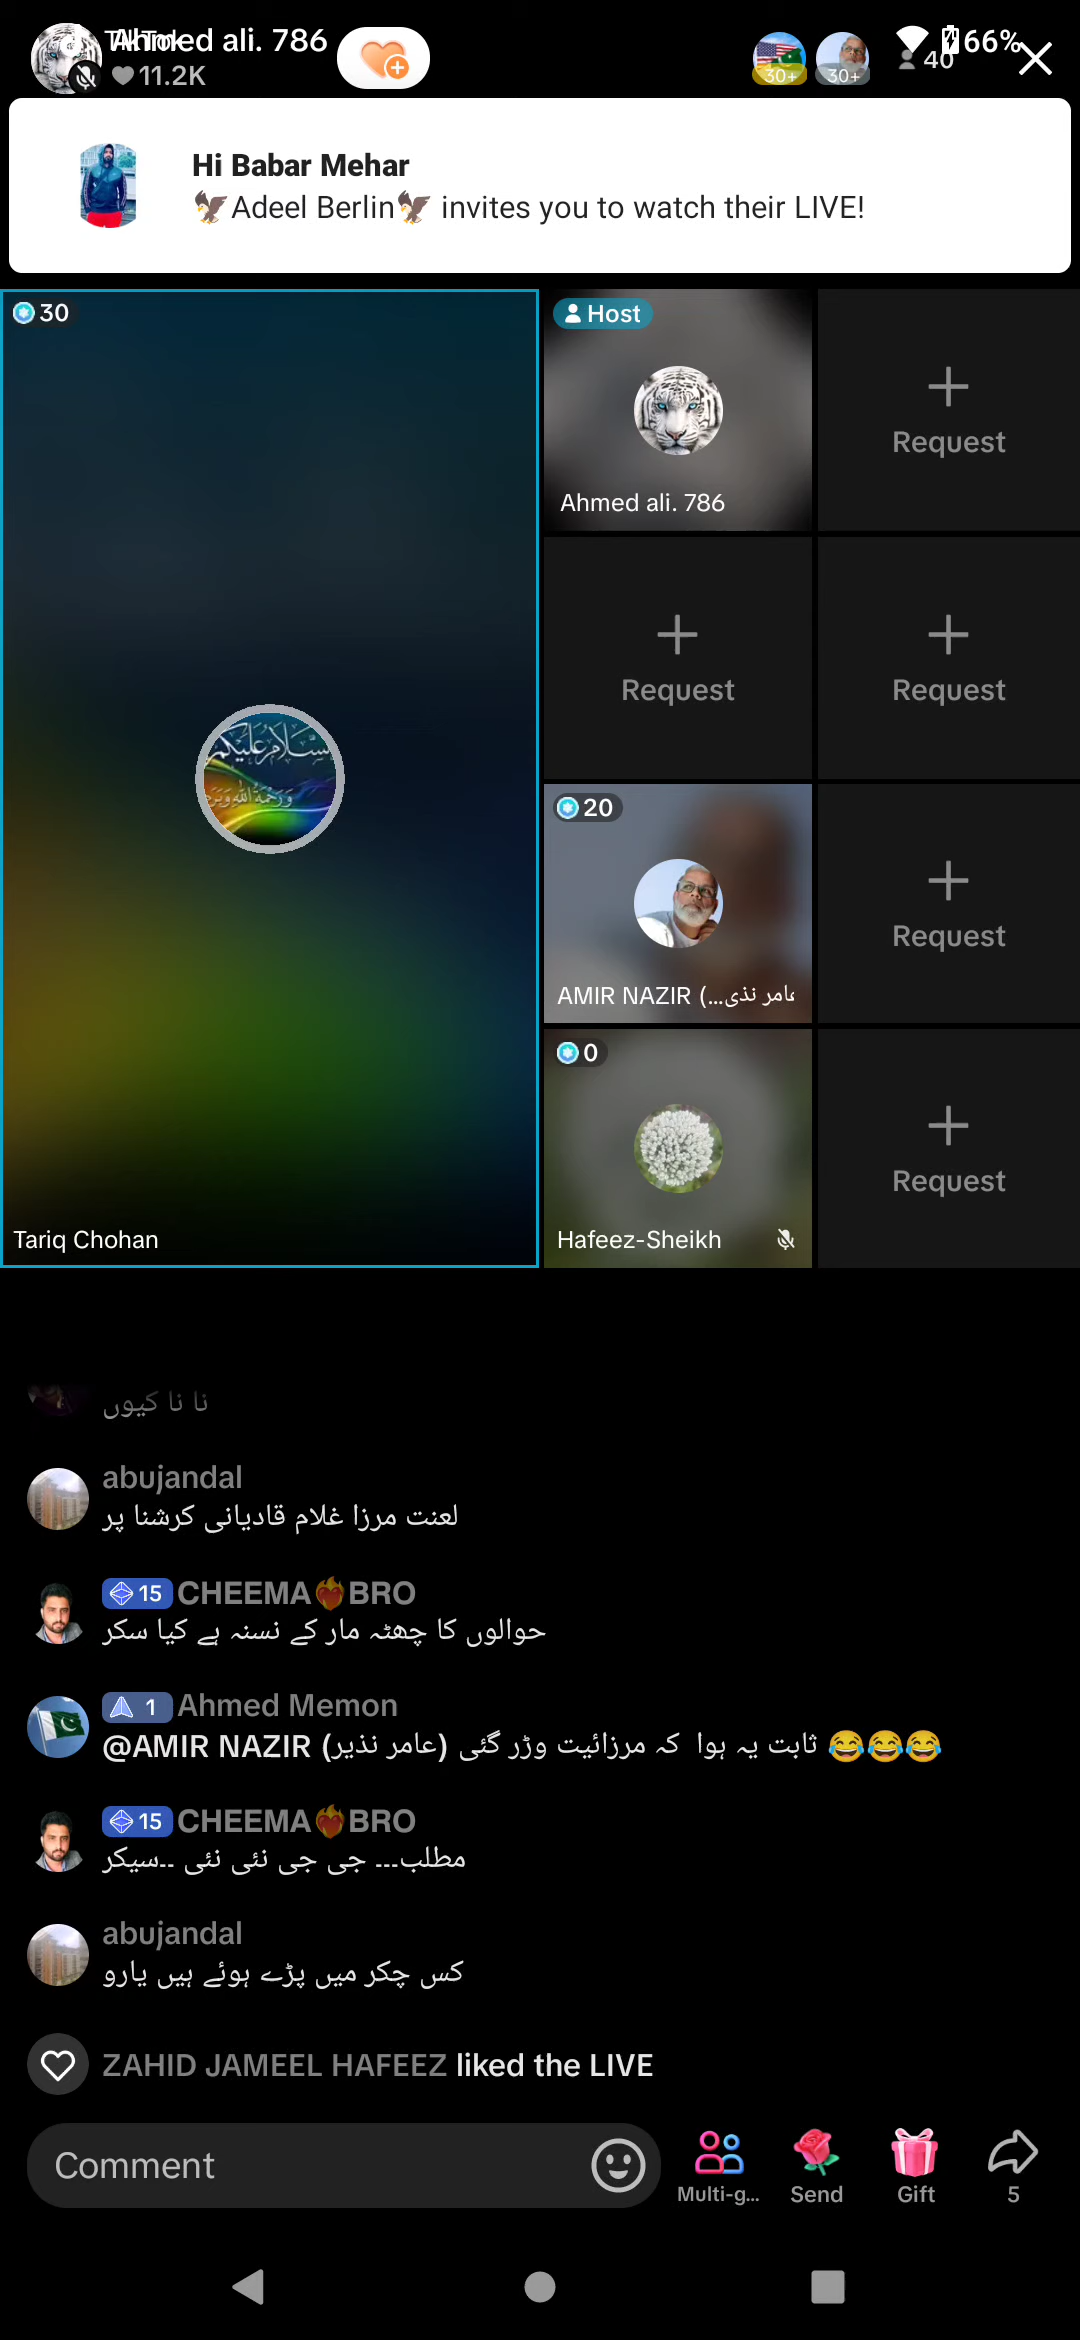 Ahmed ali. 786
11.2K
30+
30+
40
66%
Hi Babar Mehar
🦅Adeel Berlin🦅 invites you to watch their LIVE!
30
Tariq Chohan
Host
Ahmed ali. 786
Request
Request
Request
20
AMIR NAZIR (...عامر نذی
Request
0
Hafeez-Sheikh
Request
نا نا کیوں
abujandal
لعنت مرزا غلام قادیانی کرشنا پر
15 CHEEMA❤️‍🔥BRO
حوالوں کا چھٹہ مار کے نسنہ ہے کیا سکر
1 Ahmed Memon
@AMIR NAZIR (عامر نذیر) ثابت یہ ہوا کہ مرزائیت وڑر گئی 😂😂😂
15 CHEEMA❤️‍🔥BRO
مطلب... جی جی نئی نئی ..سیکر
abujandal
کس چکر میں پڑے ہوئے ہیں یارو
ZAHID JAMEEL HAFEEZ liked the LIVE
Comment
Multi-g...
Send
Gift
5